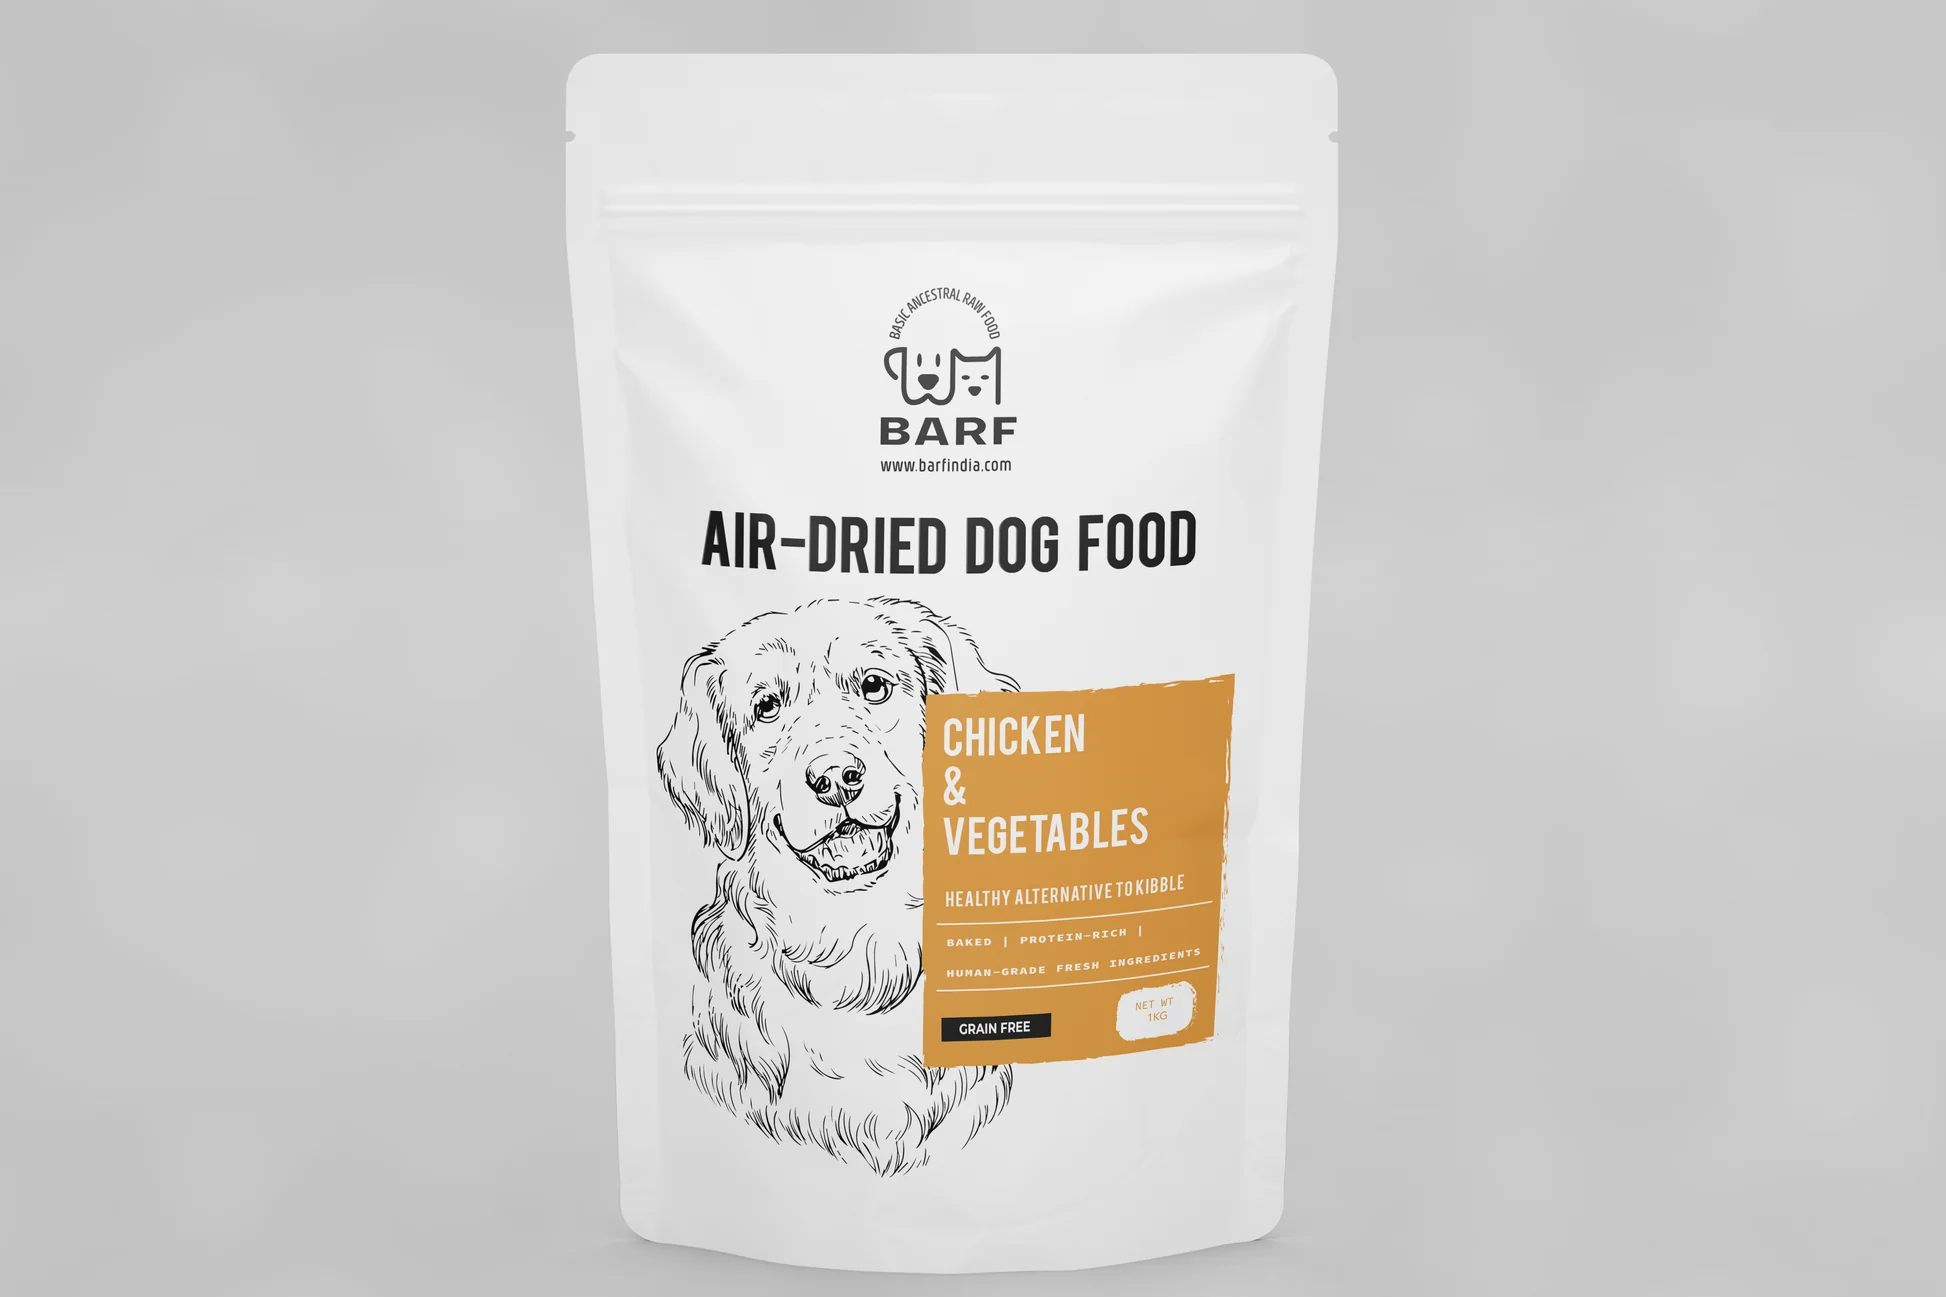 BASIC ANCESTRAL RAW FOOD
BARF
www.barfindia.com
AIR-DRIED DOG FOOD
CHICKEN
&
VEGETABLES
HEALTHY ALTERNATIVE TO KIBBLE
BAKED | PROTEIN-RICH |
HUMAN-GRADE FRESH INGREDIENTS
GRAIN FREE
NET WT
1KG